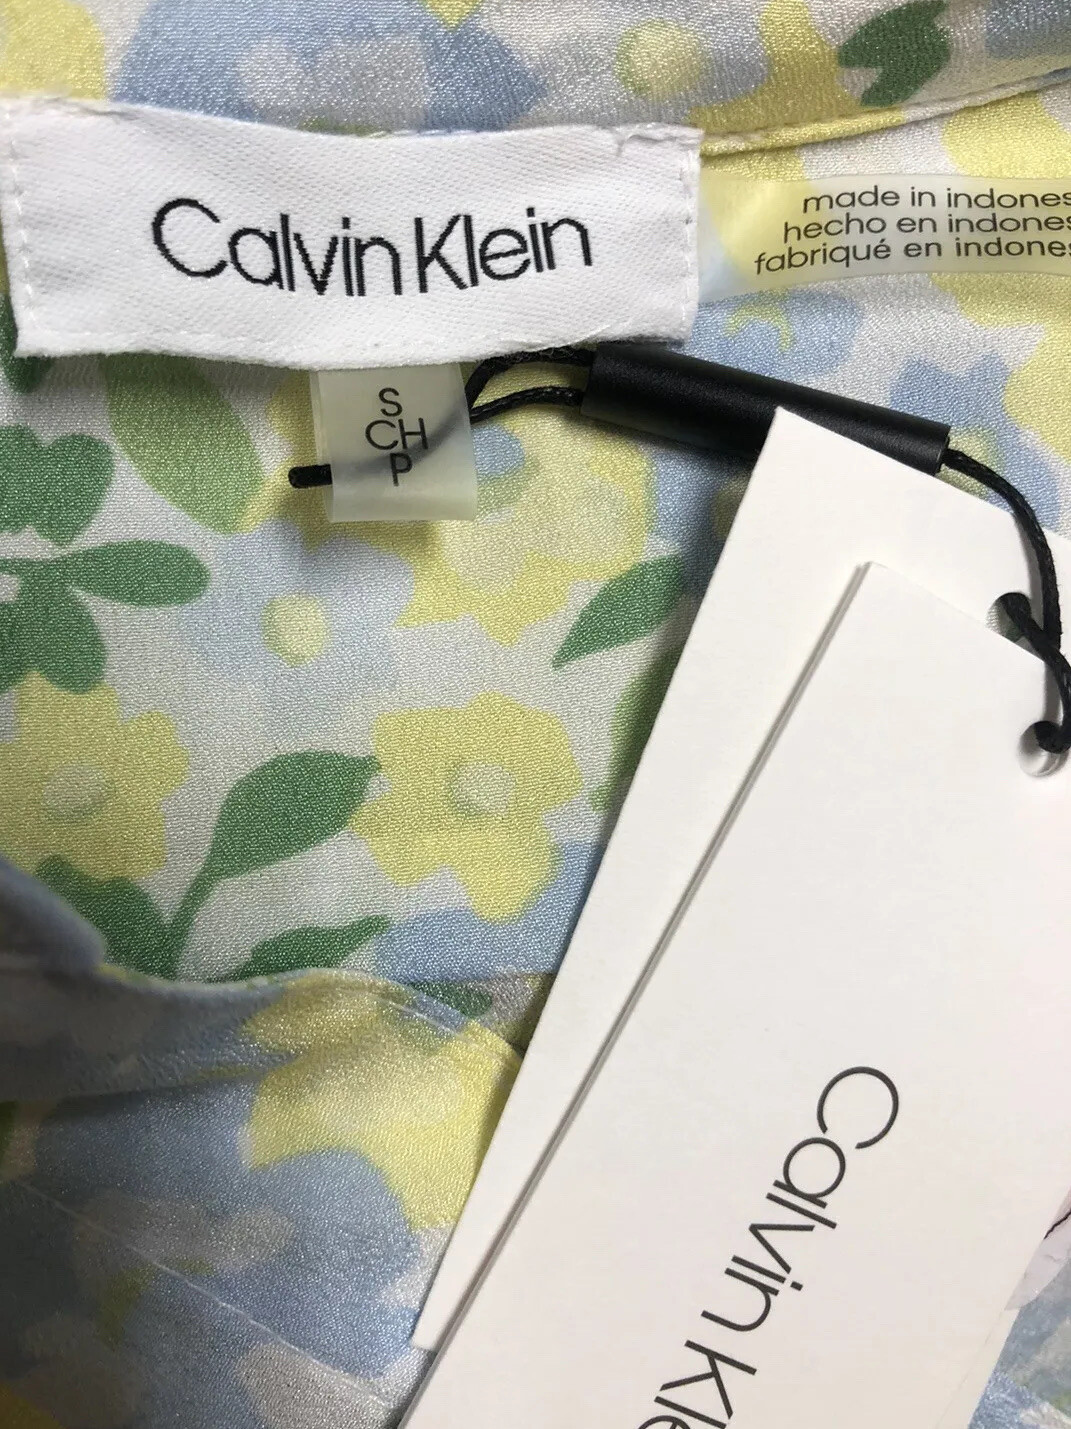 Calvin Klein
made in indones
hecho en indones
fabriqué en indones
S
CH
P
Calvin Kle